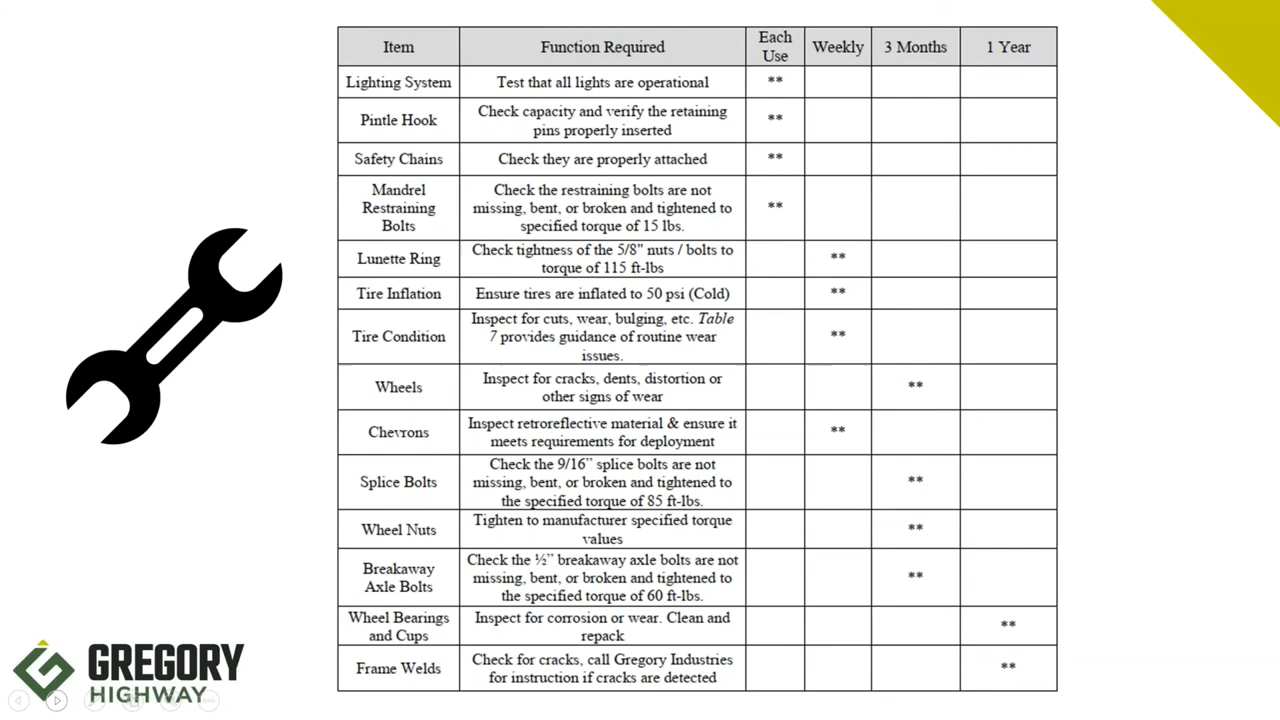 Item Function Required Each Use Weekly 3 Months 1 Year
Lighting System Test that all lights are operational **
Pintle Hook Check capacity and verify the retaining
pins properly inserted **
Safety Chains Check they are properly attached **
Mandrel
Restraining
Bolts
Check the restraining bolts are not
missing, bent, or broken and tightened to
specified torque of 15 lbs.
**
Lunette Ring
Check tightness of the 5/8" nuts / bolts to
torque of 115 ft-lbs
**
Tire Inflation Ensure tires are inflated to 50 psi (Cold) **
Tire Condition
Inspect for cuts, wear, bulging, etc. Table
7 provides guidance of routine wear
issues.
**
Wheels
Inspect for cracks, dents, distortion or
other signs of wear
**
Chevrons
Inspect retroreflective material & ensure it
meets requirements for deployment
**
Splice Bolts
Check the 9/16” splice bolts are not
missing, bent, or broken and tightened to
the specified torque of 85 ft-lbs.
**
Wheel Nuts
Tighten to manufacturer specified torque
values
**
Breakaway
Axle Bolts
Check the ½” breakaway axle bolts are not
missing, bent, or broken and tightened to
the specified torque of 60 ft-lbs.
**
Wheel Bearings
and Cups
Inspect for corrosion or wear. Clean and
repack
**
Frame Welds
Check for cracks, call Gregory Industries
for instruction if cracks are detected
**
GREGORY
HIGHWAY